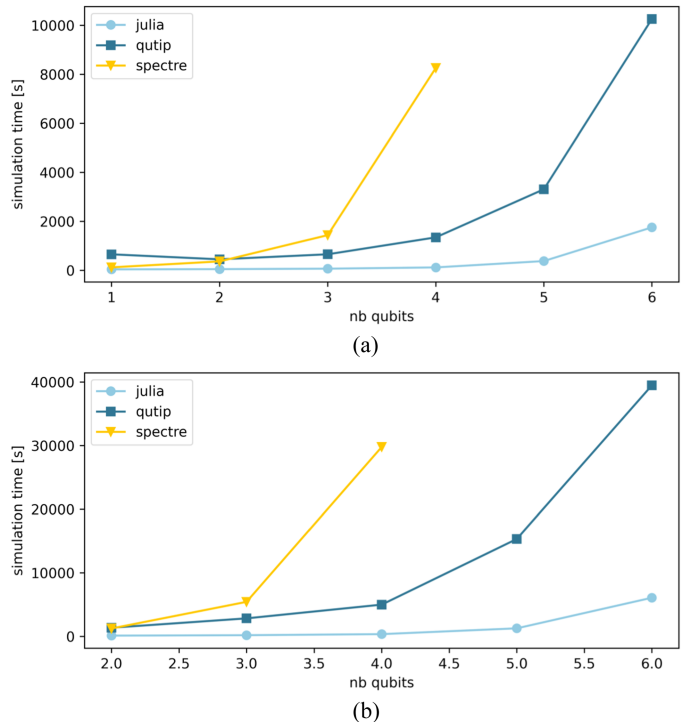 julia
qutip
spectre
simulation time [s]
10000
8000
6000
4000
2000
0
1 2 3 4 5 6
nb qubits
(a)
julia
qutip
spectre
simulation time [s]
40000
30000
20000
10000
0
2.0 2.5 3.0 3.5 4.0 4.5 5.0 5.5 6.0
nb qubits
(b)